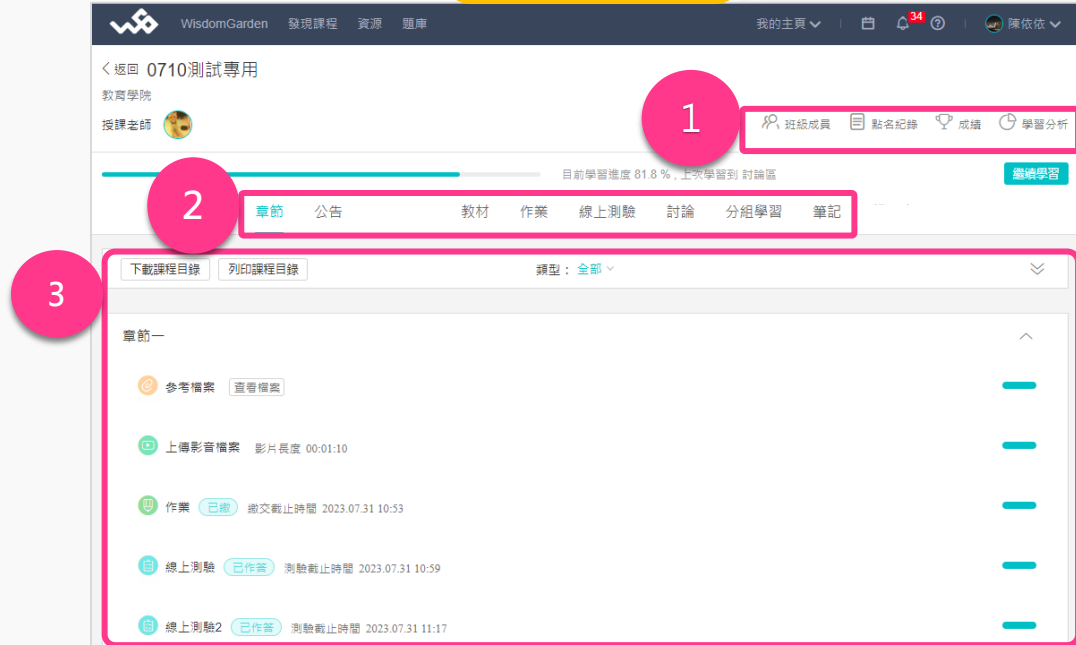 WisdomGarden 發現課程 資源 題庫 我的主頁 34 陳依依
返回 0710測試專用
教育學院
授課老師
1
班級成員 點名紀錄 成績 學習分析
目前學習進度 81.8 % , 上次學習到 討論區 繼續學習
2
章節 公告 教材 作業 線上測驗 討論 分組學習 筆記
3
下載課程目錄 列印課程目錄 類型： 全部
章節一
參考檔案 查看檔案
上傳影音檔案 影片長度 00:01:10
作業 已繳 繳交截止時間 2023.07.31 10:53
線上測驗 已作答 測驗截止時間 2023.07.31 10:59
線上測驗2 已作答 測驗截止時間 2023.07.31 11:17